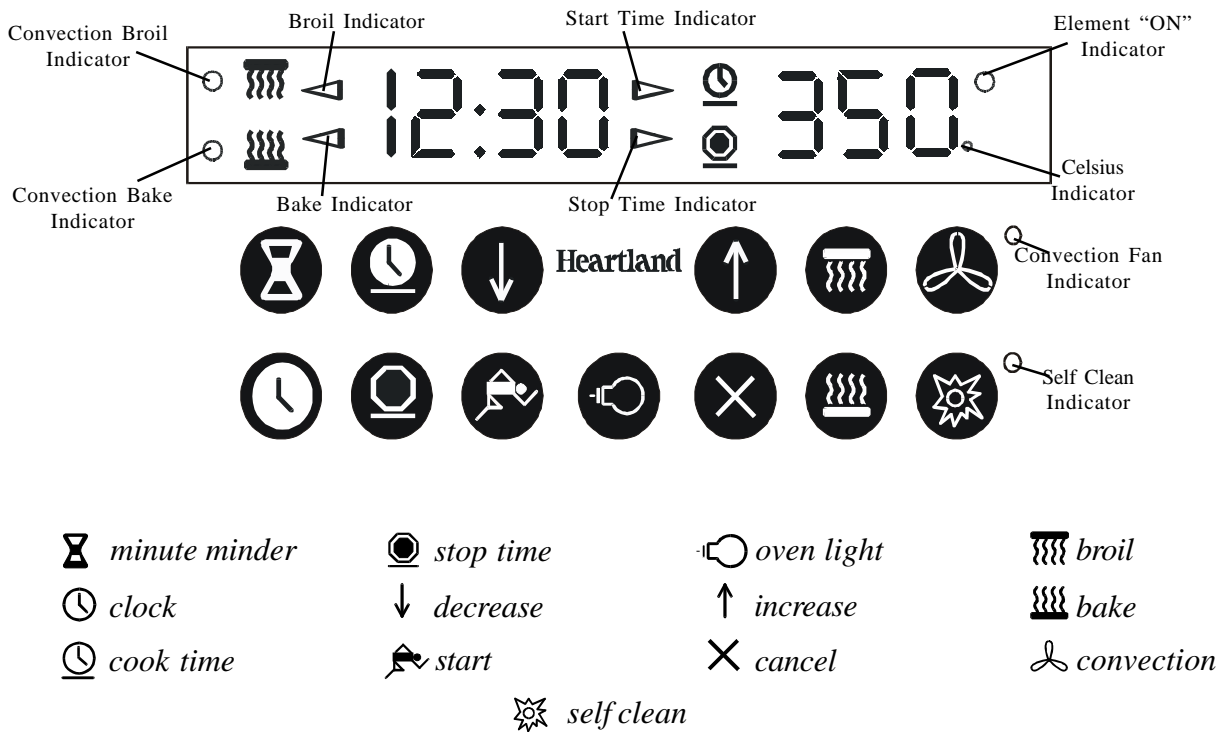 Convection Broil
Indicator
Broil Indicator
Start Time Indicator
Element “ON”
Indicator
12:30
350
Convection Bake
Indicator
Bake Indicator
Stop Time Indicator
Celsius
Indicator
Heartland
Convection Fan
Indicator
Self Clean
Indicator
minute minder
stop time
oven light
broil
clock
decrease
increase
bake
cook time
start
cancel
convection
self clean